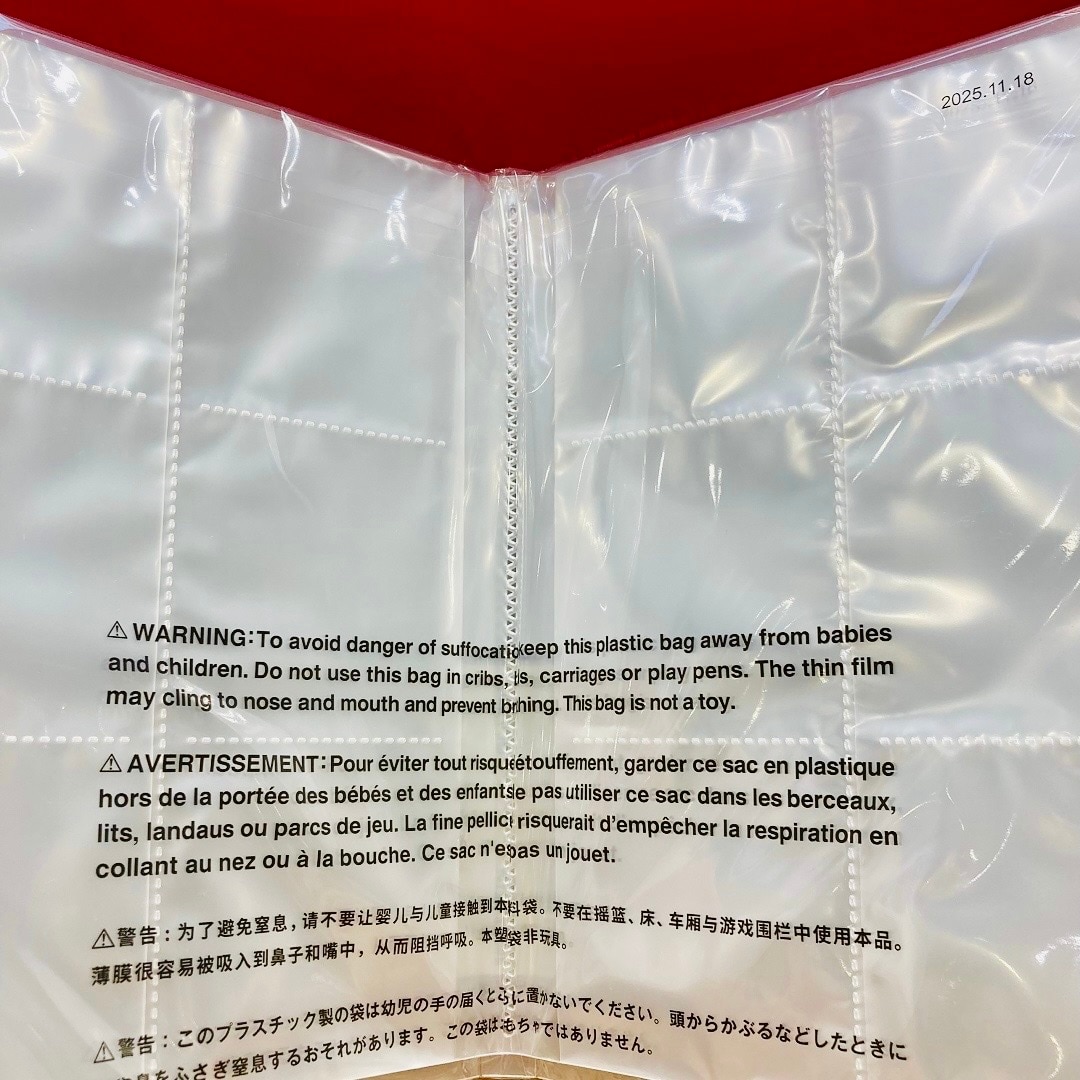 2025.11.18
⚠ WARNING:To avoid danger of keep this plastic bag away from babies
and children. Do not use this bag in cribs, carriages or play pens. The thin film
may cling to nose and mouth and prevent This bag is not a toy.
⚠ AVERTISSEMENT:Pour éviter tout garder ce sac en plastique
hors de la portée des bébés et des pas utiliser ce sac dans les berceaux,
lits, landaus ou parcs de jeu. La fine risquerait d'empêcher la respiration en
collant au nez ou à la bouche. Ce sac un jouet.
⚠警告:为了避免窒息,请不要让婴儿与儿童接触到本袋。不要在摇篮、床、车厢与游戏围栏中使用本品。
薄膜很容易被吸入到鼻子和嘴中，从而阻挡呼吸。本塑袋非玩具。
⚠警告:このプラスチック製の袋は幼児の手の届くところに置かないでください。頭からかぶるなどしたときに
をふさぎ窒息するおそれがあります。この袋はおもちゃではありません。